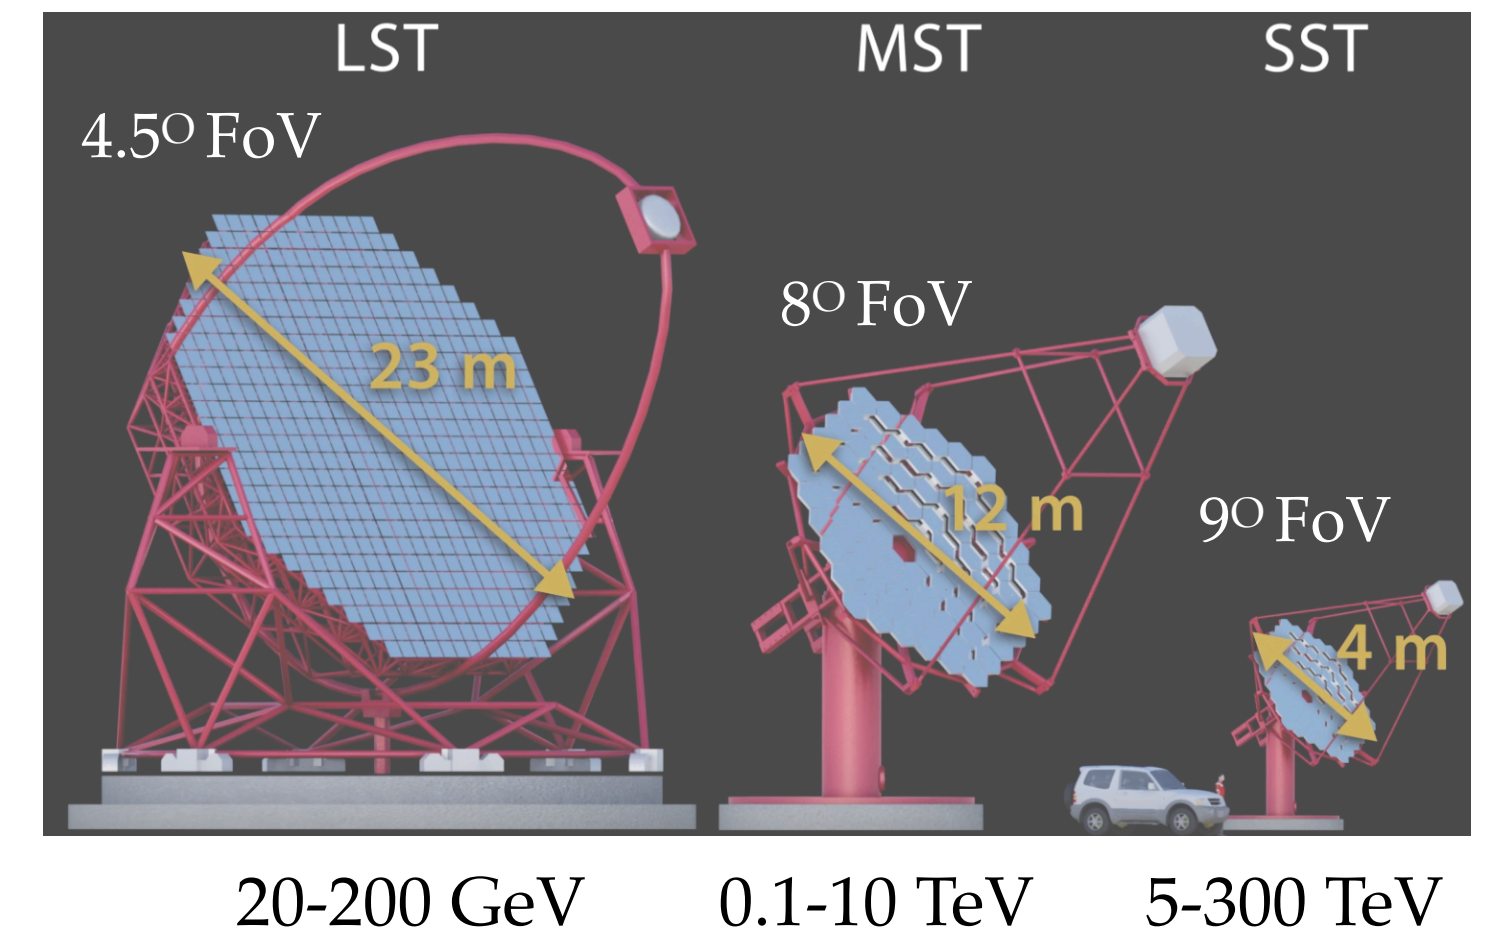 LST
MST
SST
4.5º FoV
8º FoV
9º FoV
23 m
12 m
4 m
20-200 GeV
0.1-10 TeV
5-300 TeV